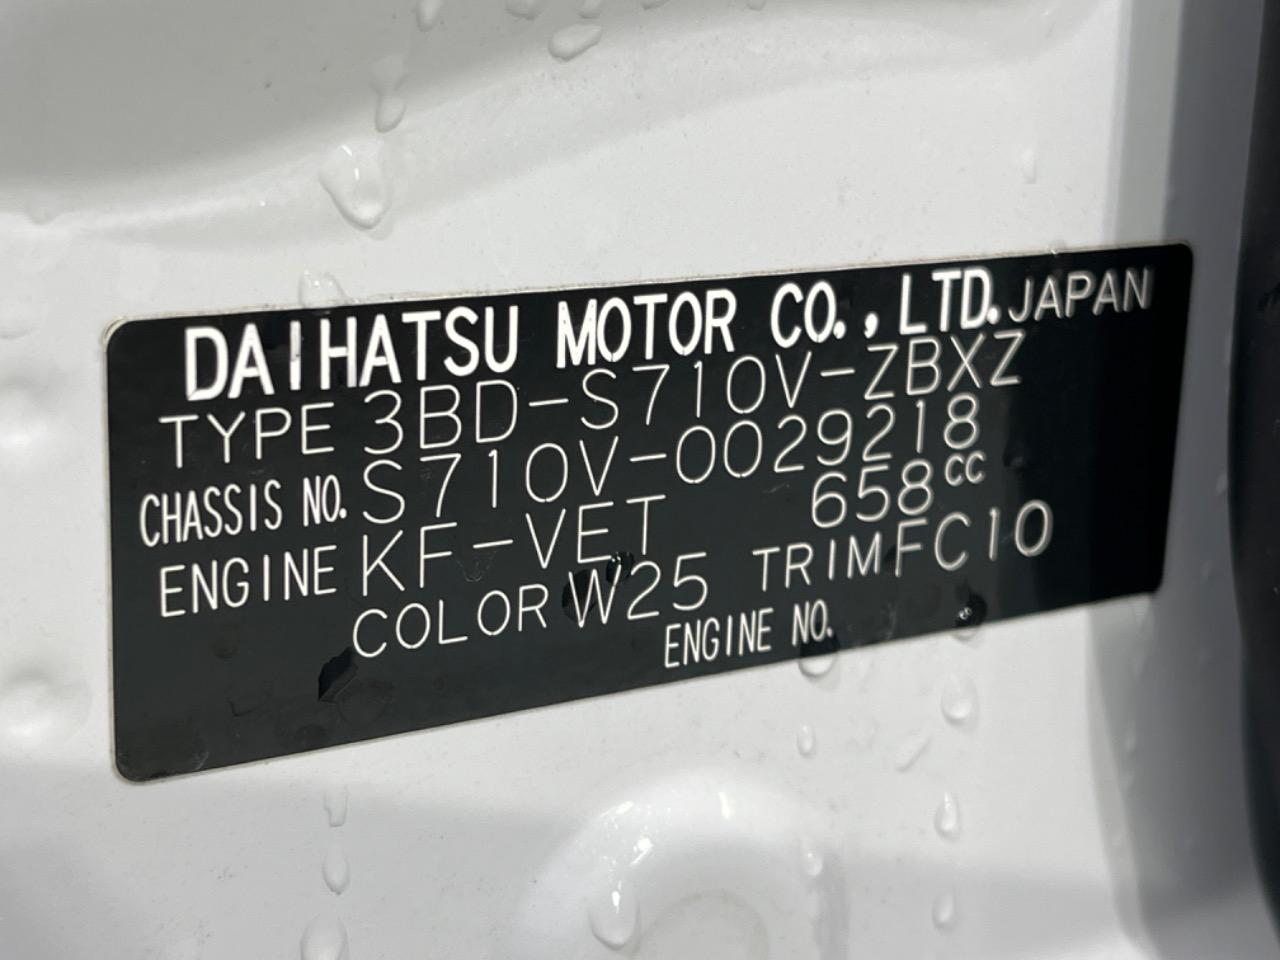 DAIHATSU MOTOR CO., LTD. JAPAN
TYPE 3BD-S710V-ZBXZ
CHASSIS NO. S710V-0029218
ENGINE KF-VET 658cc
COLOR W25 TRIM FC10
ENGINE NO.